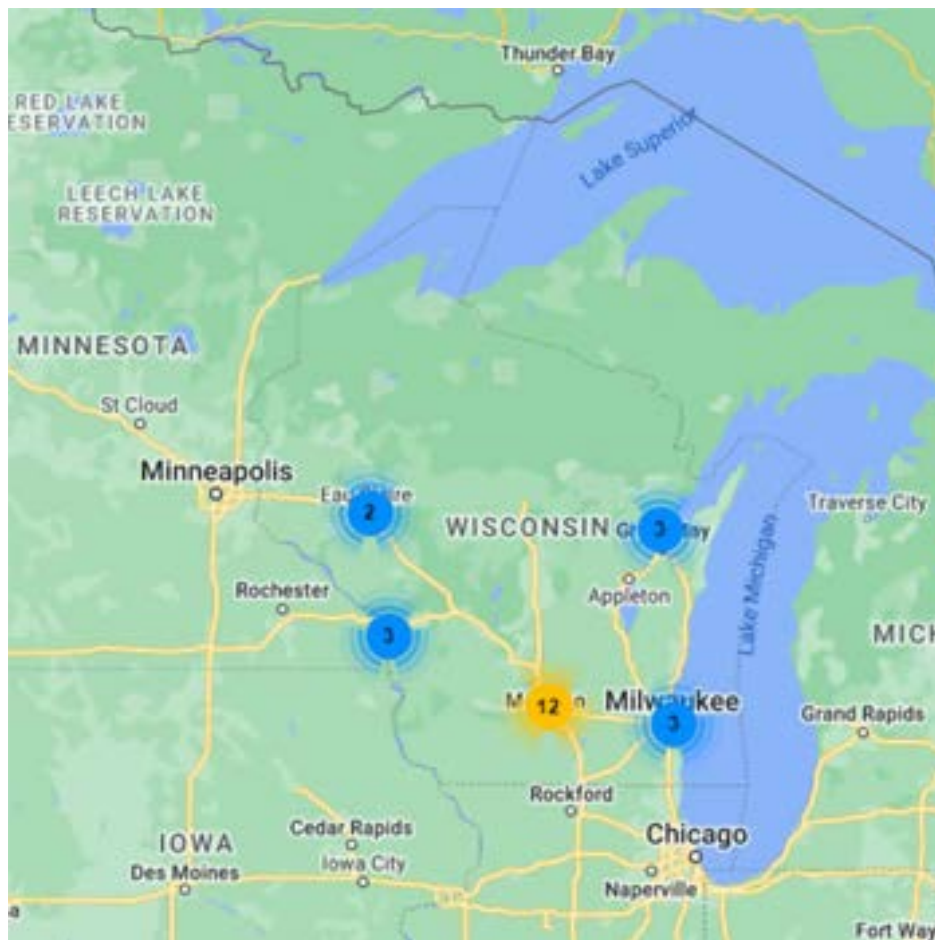 Thunder Bay
RED LAKE
ESERVATION
Lake Superior
LEECH LAKE
RESERVATION
MINNESOTA
St Cloud
Minneapolis
2
WISCONSIN
3
Traverse City
Lake Michigan
Rochester
Appleton
3
MICH
12
Milwaukee
3
Grand Rapids
Rockford
Chicago
IOWA
Cedar Rapids
Iowa City
Des Moines
Naperville
a
Fort Way